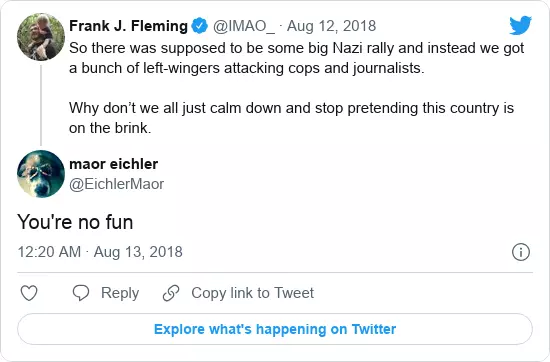 Frank J. Fleming @IMAO_ · Aug 12, 2018
So there was supposed to be some big Nazi rally and instead we got
a bunch of left-wingers attacking cops and journalists.
Why don’t we all just calm down and stop pretending this country is
on the brink.
maor eichler
@EichlerMaor
You're no fun
12:20 AM · Aug 13, 2018
Reply Copy link to Tweet
Explore what's happening on Twitter